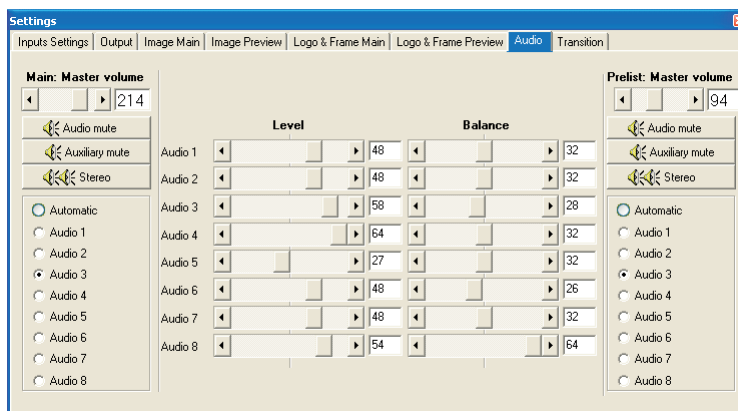 Settings
Inputs Settings Output Image Main Image Preview Logo & Frame Main Logo & Frame Preview Audio Transition
Main: Master volume
214
Audio mute
Auxiliary mute
Stereo
Automatic
Audio 1
Audio 2
Audio 3
Audio 4
Audio 5
Audio 6
Audio 7
Audio 8
Level Balance
Audio 1 48 32
Audio 2 48 32
Audio 3 58 28
Audio 4 64 32
Audio 5 27 32
Audio 6 48 26
Audio 7 48 32
Audio 8 54 64
Prelist: Master volume
94
Audio mute
Auxiliary mute
Stereo
Automatic
Audio 1
Audio 2
Audio 3
Audio 4
Audio 5
Audio 6
Audio 7
Audio 8